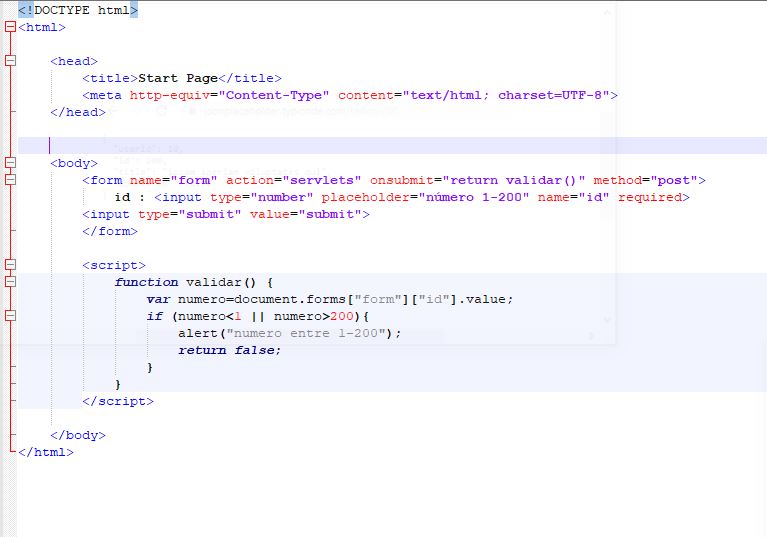 <!DOCTYPE html>
<html>
<head>
<title>Start Page</title>
<meta http-equiv="Content-Type" content="text/html; charset=UTF-8">
</head>
<body>
<form name="form" action="servlets" onsubmit="return validar()" method="post">
id : <input type="number" placeholder="número 1-200" name="id" required>
<input type="submit" value="submit">
</form>
<script>
function validar() {
var numero=document.forms["form"]["id"].value;
if (numero<1 || numero>200){
alert("numero entre 1-200");
return false;
}
}
</script>
</body>
</html>